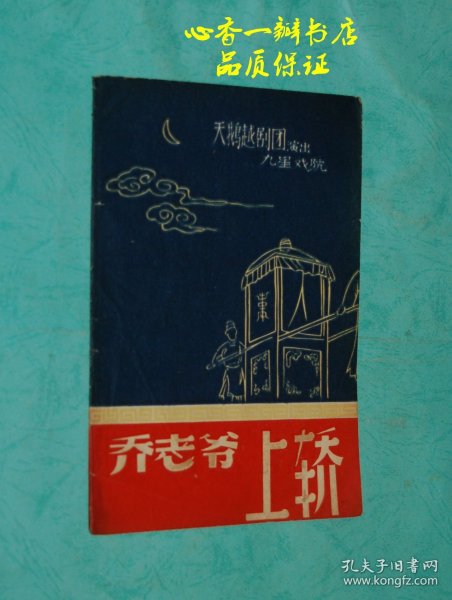 心香一瓣书店
品质保证
天鹅越剧团演出
九星戏院
乔老爷上轿
孔夫子旧书网
www.kongfz.com